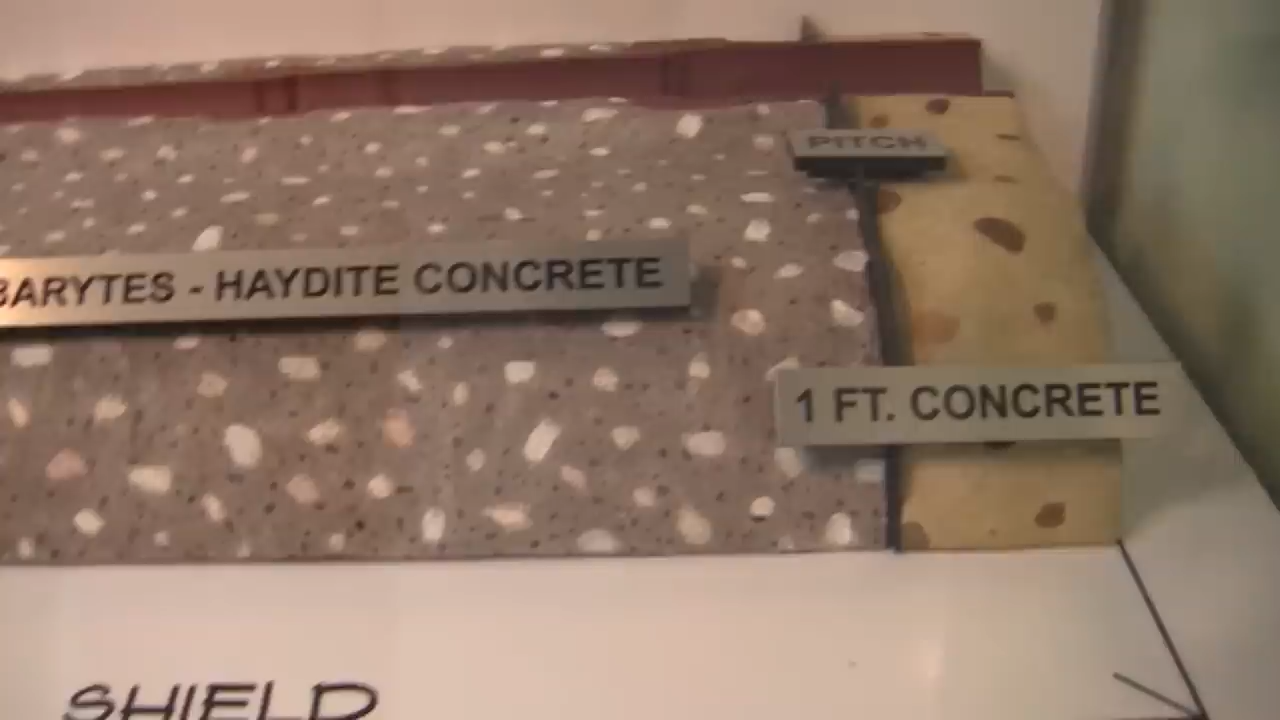 PITCH
BARYTES - HAYDITE CONCRETE
1 FT. CONCRETE
SHIELD